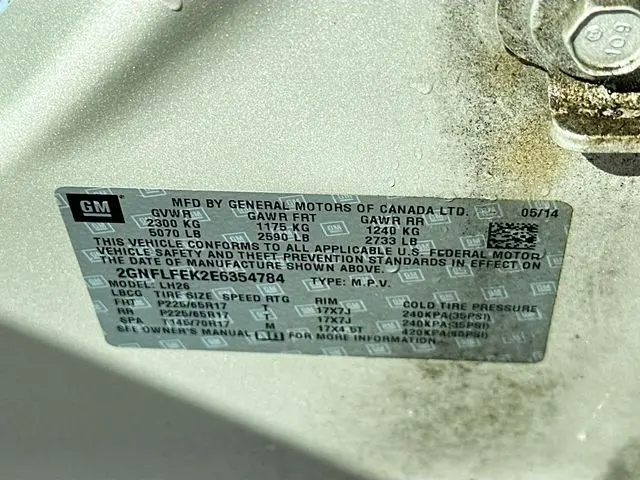 GM
MFD BY GENERAL MOTORS OF CANADA LTD. 05/14
GVWR GAWR FRT GAWR RR
2300 KG 1175 KG 1240 KG
5070 LB 2590 LB 2733 LB
THIS VEHICLE CONFORMS TO ALL APPLICABLE U.S. FEDERAL MOTOR
VEHICLE SAFETY AND THEFT PREVENTION STANDARDS IN EFFECT ON
THE DATE OF MANUFACTURE SHOWN ABOVE.
2GNFLFEK2E6354784 TYPE: M.P.V.
MODEL: LH26
LBCG TIRE SIZE SPEED RTG RIM COLD TIRE PRESSURE
FRT P225/65R17 T 17X7J 240KPA(35PSI)
RR P225/65R17 T 17X7J 240KPA(35PSI)
SPA T145/70R17 M 17X4.5T 420KPA(60PSI)
SEE OWNER'S MANUAL FOR MORE INFORMATION.
109